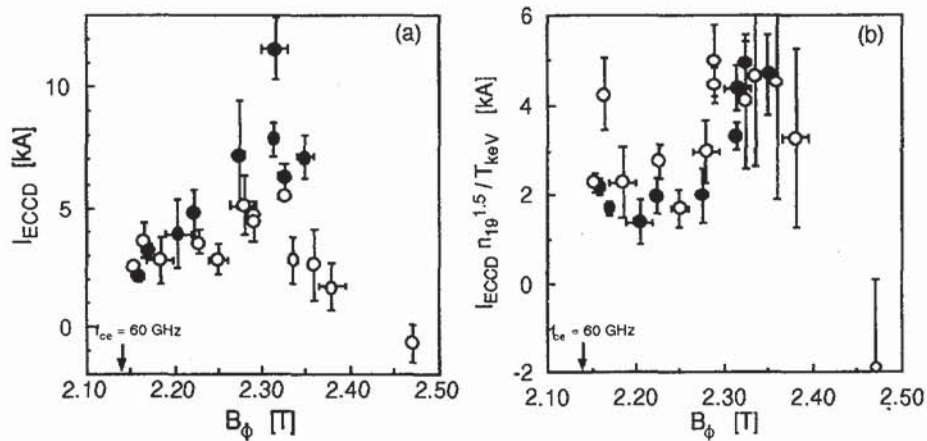 (a)
I_ECCD [kA]
10
5
0
f_ce = 60 GHz
2.10 2.20 2.30 2.40 2.50
B_ϕ [T]
(b)
I_ECCD n_19^1.5 / T_keV [kA]
6
4
2
0
-2
f_ce = 60 GHz
2.10 2.20 2.30 2.40 2.50
B_ϕ [T]